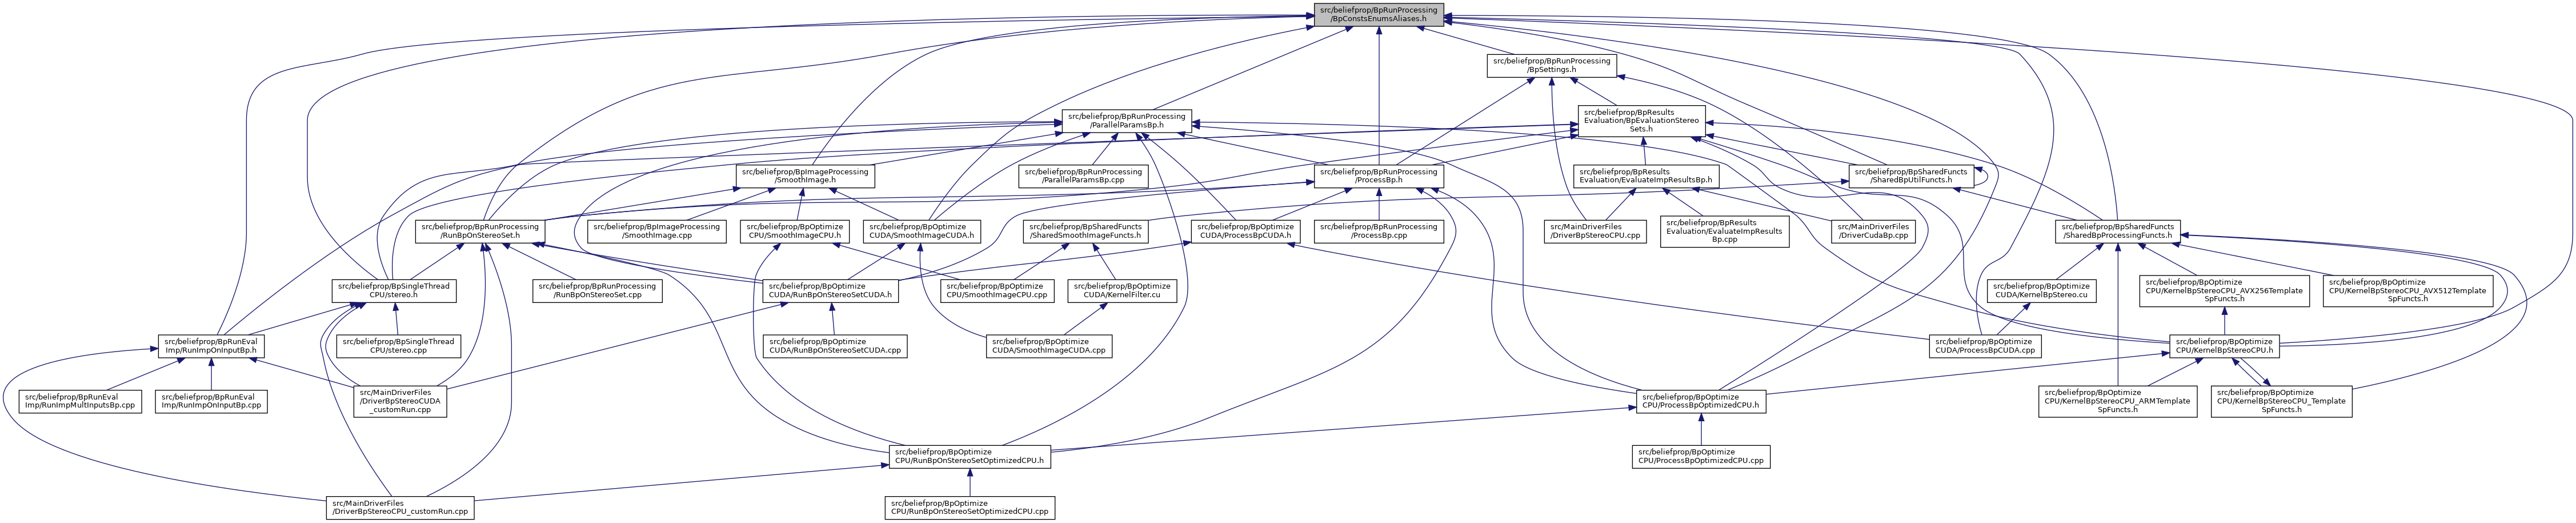 src/beliefprop/BpRunProcessing
/BpConstsEnumsAliases.h
src/beliefprop/BpRunProcessing
/BpSettings.h
src/beliefprop/BpRunProcessing
/ParallelParamsBp.h
src/beliefprop/BpResults
Evaluation/BpEvaluationStereo
Sets.h
src/beliefprop/BpImageProcessing
/SmoothImage.h
src/beliefprop/BpRunProcessing
/ParallelParamsBp.cpp
src/beliefprop/BpRunProcessing
/ProcessBp.h
src/beliefprop/BpResults
Evaluation/EvaluateImpResultsBp.h
src/beliefprop/BpSharedFuncts
/SharedBpUtilFuncts.h
src/beliefprop/BpRunProcessing
/RunBpOnStereoSet.h
src/beliefprop/BpImageProcessing
/SmoothImage.cpp
src/beliefprop/BpOptimize
CPU/SmoothImageCPU.h
src/beliefprop/BpOptimize
CUDA/SmoothImageCUDA.h
src/beliefprop/BpSharedFuncts
/SharedSmoothImageFuncts.h
src/beliefprop/BpOptimize
CUDA/ProcessBpCUDA.h
src/beliefprop/BpRunProcessing
/ProcessBp.cpp
src/MainDriverFiles
/DriverBpStereoCPU.cpp
src/beliefprop/BpResults
Evaluation/EvaluateImpResults
Bp.cpp
src/MainDriverFiles
/DriverCudaBp.cpp
src/beliefprop/BpSharedFuncts
/SharedBpProcessingFuncts.h
src/beliefprop/BpSingleThread
CPU/stereo.h
src/beliefprop/BpRunProcessing
/RunBpOnStereoSet.cpp
src/beliefprop/BpOptimize
CUDA/RunBpOnStereoSetCUDA.h
src/beliefprop/BpOptimize
CPU/SmoothImageCPU.cpp
src/beliefprop/BpOptimize
CUDA/KernelFilter.cu
src/beliefprop/BpOptimize
CUDA/KernelBpStereo.cu
src/beliefprop/BpOptimize
CPU/KernelBpStereoCPU_AVX256Template
SpFuncts.h
src/beliefprop/BpOptimize
CPU/KernelBpStereoCPU_AVX512Template
SpFuncts.h
src/beliefprop/BpRunEval
Imp/RunImpOnInputBp.h
src/beliefprop/BpSingleThread
CPU/stereo.cpp
src/beliefprop/BpOptimize
CUDA/RunBpOnStereoSetCUDA.cpp
src/beliefprop/BpOptimize
CUDA/SmoothImageCUDA.cpp
src/beliefprop/BpOptimize
CUDA/ProcessBpCUDA.cpp
src/beliefprop/BpOptimize
CPU/KernelBpStereoCPU.h
src/beliefprop/BpRunEval
Imp/RunImpMultInputsBp.cpp
src/beliefprop/BpRunEval
Imp/RunImpOnInputBp.cpp
src/MainDriverFiles
/DriverBpStereoCUDA
_customRun.cpp
src/beliefprop/BpOptimize
CPU/ProcessBpOptimizedCPU.h
src/beliefprop/BpOptimize
CPU/KernelBpStereoCPU_ARMTemplate
SpFuncts.h
src/beliefprop/BpOptimize
CPU/KernelBpStereoCPU_Template
SpFuncts.h
src/beliefprop/BpOptimize
CPU/RunBpOnStereoSetOptimizedCPU.h
src/beliefprop/BpOptimize
CPU/ProcessBpOptimizedCPU.cpp
src/MainDriverFiles
/DriverBpStereoCPU_customRun.cpp
src/beliefprop/BpOptimize
CPU/RunBpOnStereoSetOptimizedCPU.cpp